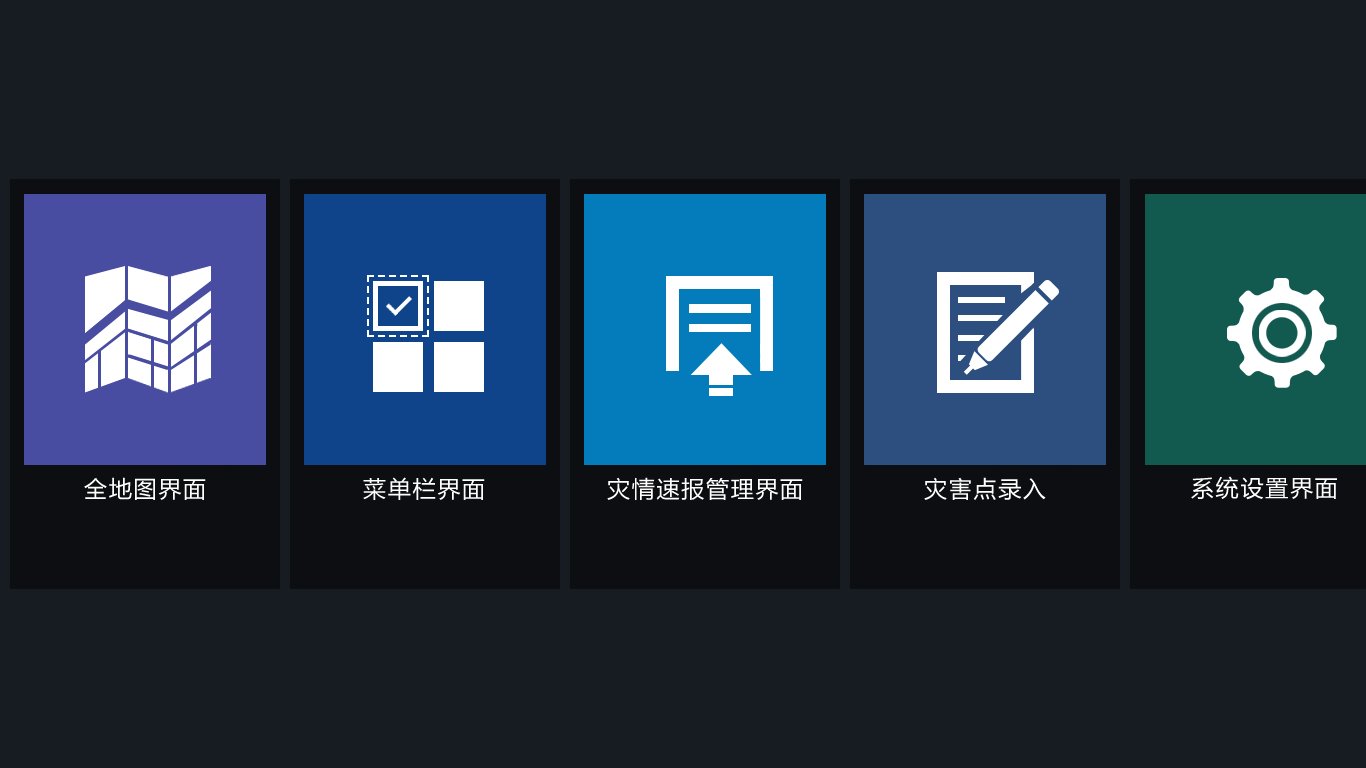 全地图界面
菜单栏界面
灾情速报管理界面
灾害点录入
系统设置界面